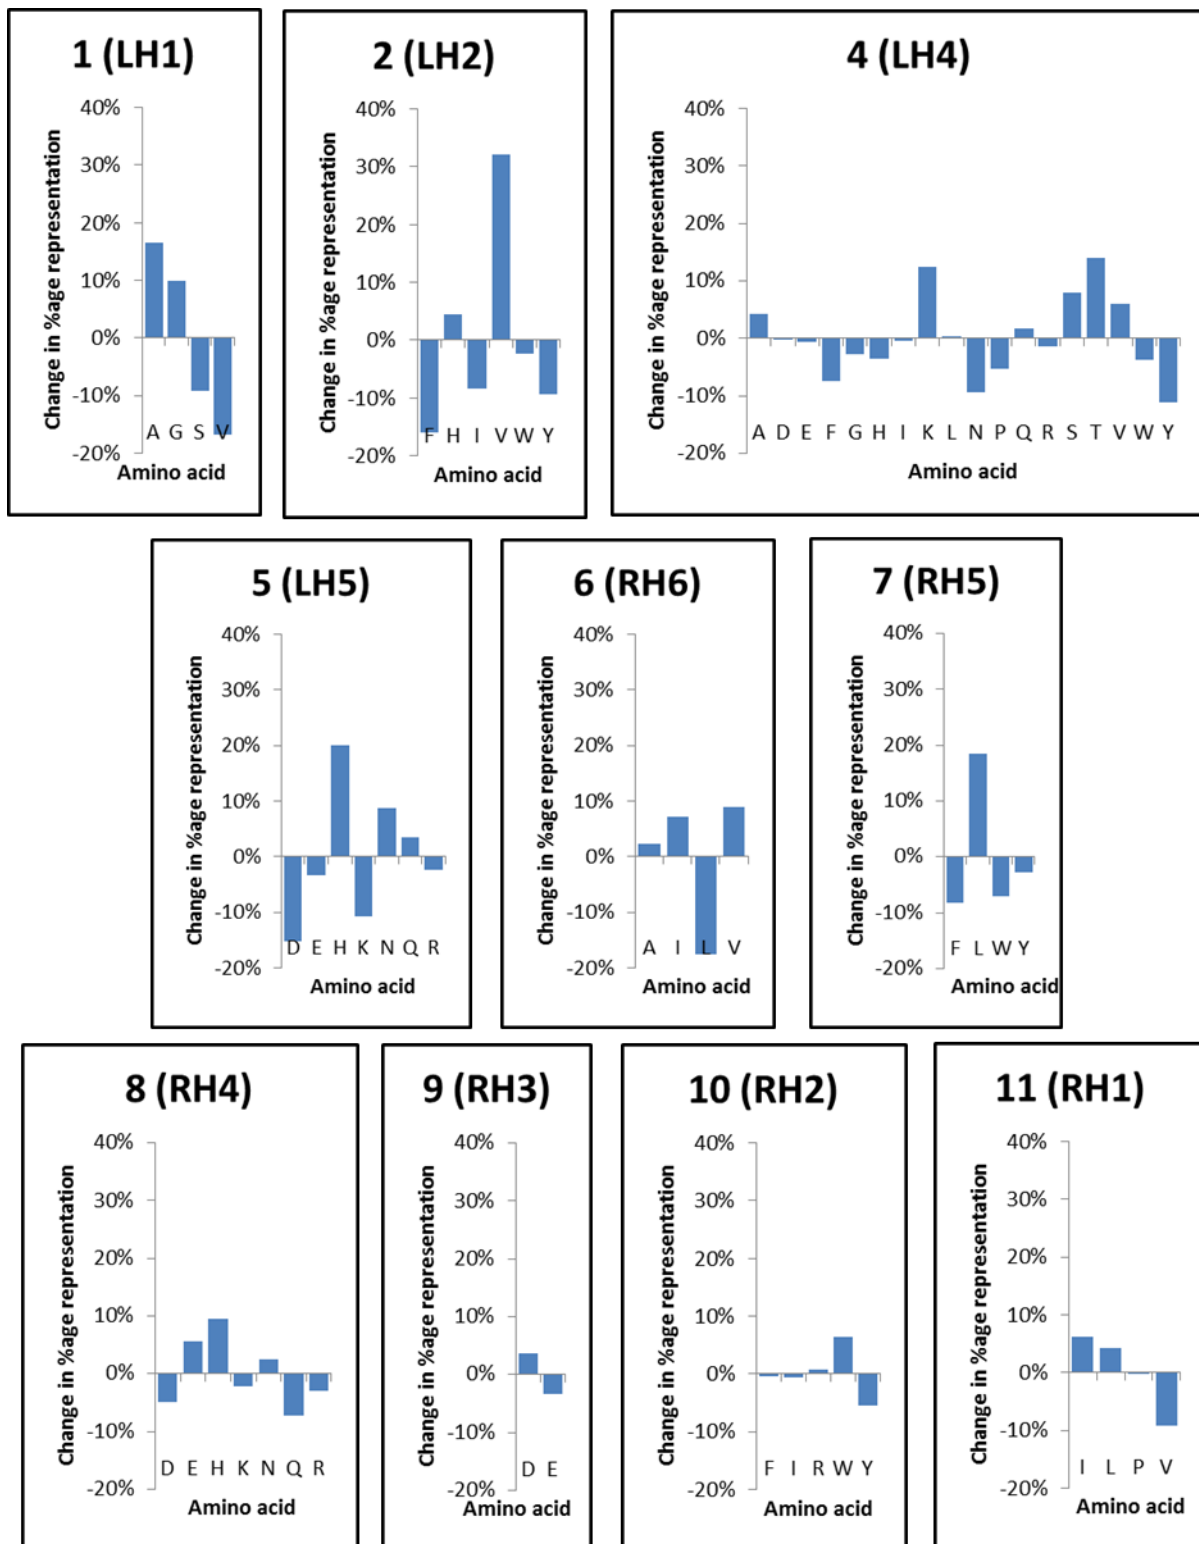 1 (LH1)
Change in %age representation
40%
30%
20%
10%
0%
-10%
-20%
A G S V
Amino acid
2 (LH2)
Change in %age representation
40%
30%
20%
10%
0%
-10%
-20%
F H I V W Y
Amino acid
4 (LH4)
Change in %age representation
40%
30%
20%
10%
0%
-10%
-20%
A D E F G H I K L N P Q R S T V W Y
Amino acid
5 (LH5)
Change in %age representation
40%
30%
20%
10%
0%
-10%
-20%
D E H K N Q R
Amino acid
6 (RH6)
Change in %age representation
40%
30%
20%
10%
0%
-10%
-20%
A I L V
Amino acid
7 (RH5)
Change in %age representation
40%
30%
20%
10%
0%
-10%
-20%
F L W Y
Amino acid
8 (RH4)
Change in %age representation
40%
30%
20%
10%
0%
-10%
-20%
D E H K N Q R
Amino acid
9 (RH3)
Change in %age representation
40%
30%
20%
10%
0%
-10%
-20%
D E
Amino acid
10 (RH2)
Change in %age representation
40%
30%
20%
10%
0%
-10%
-20%
F I R W Y
Amino acid
11 (RH1)
Change in %age representation
40%
30%
20%
10%
0%
-10%
-20%
I L P V
Amino acid